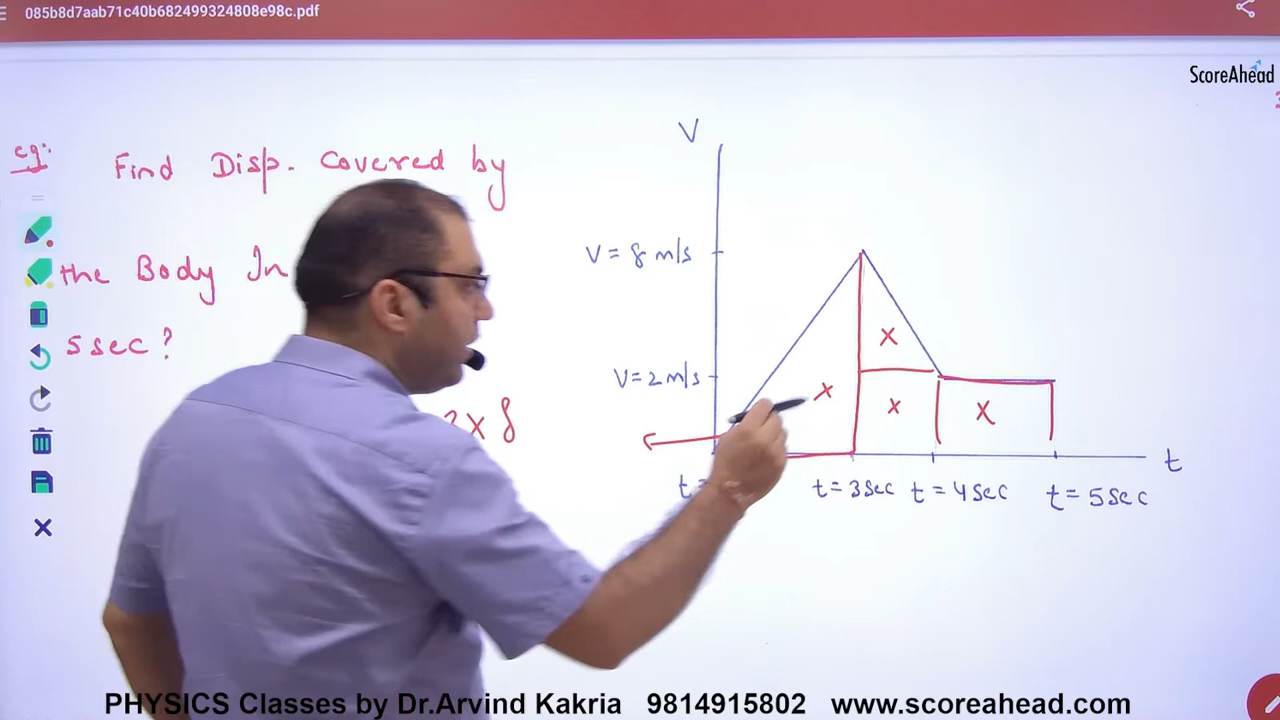 085b8d7aab71c40b682499324808e98c.pdf
ScoreAhead
eg:
Find Disp. Covered by
the Body In
5sec?
x 8
V
V = 8 m/s
V=2 m/s
x
x
x
x
t
t=
t=3sec t=4sec t=5sec
PHYSICS Classes by Dr.Arvind Kakria 9814915802 www.scoreahead.com